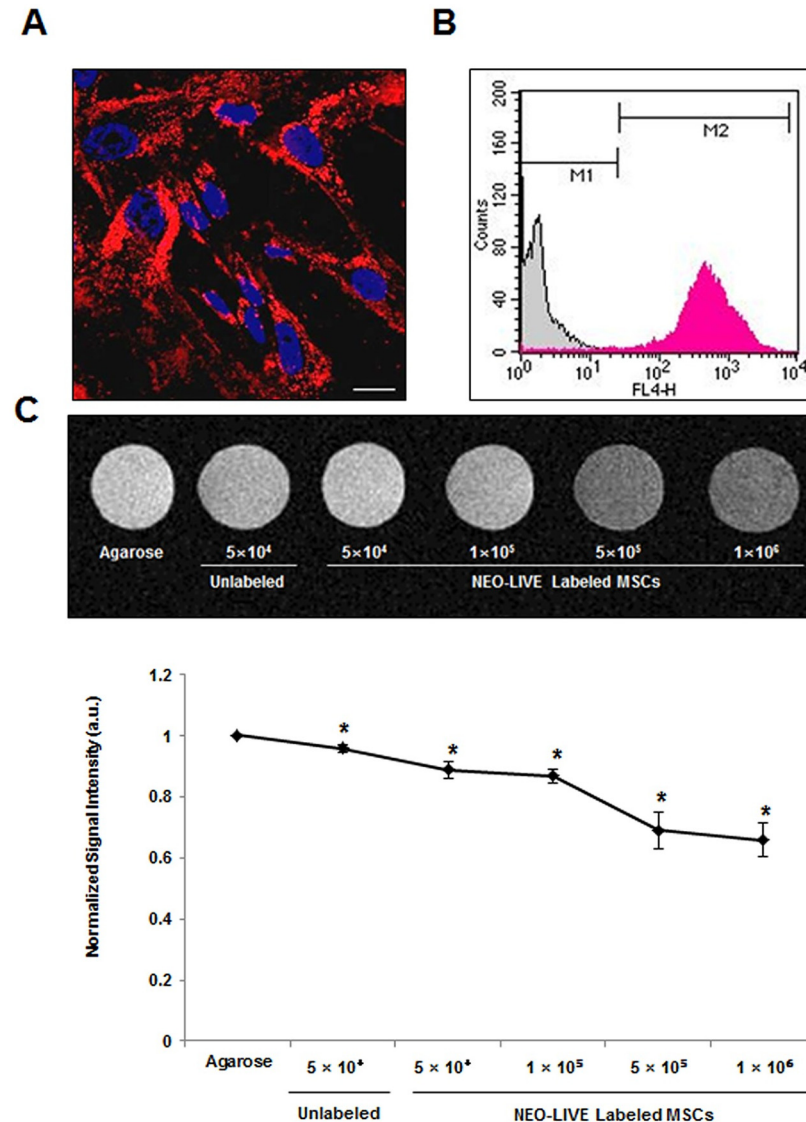 A
B
200
160
120
80
40
0
Counts
M1
M2
10⁰ 10¹ 10² 10³ 10⁴
FL4-H
C
Agarose 5×10⁴ 5×10⁴ 1×10⁵ 5×10⁵ 1×10⁶
Unlabeled NEO-LIVE Labeled MSCs
Normalized Signal Intensity (a.u.)
1.2
1
0.8
0.6
0.4
0.2
0
* * * * *
Agarose 5 × 10⁴ 5 × 10⁴ 1 × 10⁵ 5 × 10⁵ 1 × 10⁶
Unlabeled NEO-LIVE Labeled MSCs